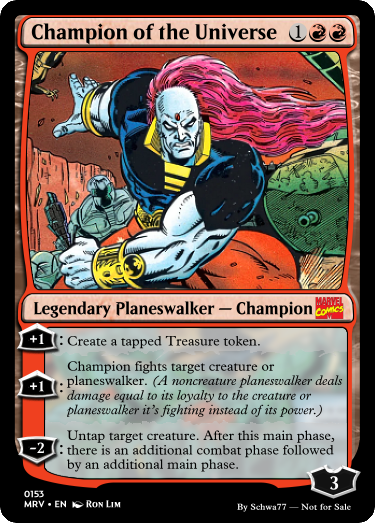 Champion of the Universe 1RR
Legendary Planeswalker — Champion MARVEL COMICS
+1: Create a tapped Treasure token.
Champion fights target creature or
+1: planeswalker. (A noncreature planeswalker deals
damage equal to its loyalty to the creature or
planeswalker it's fighting instead of its power.)
Untap target creature. After this main phase,
-2: there is an additional combat phase followed
by an additional main phase.
3
0153
MRV • EN Ron Lim
By Schwa77 — Not for Sale